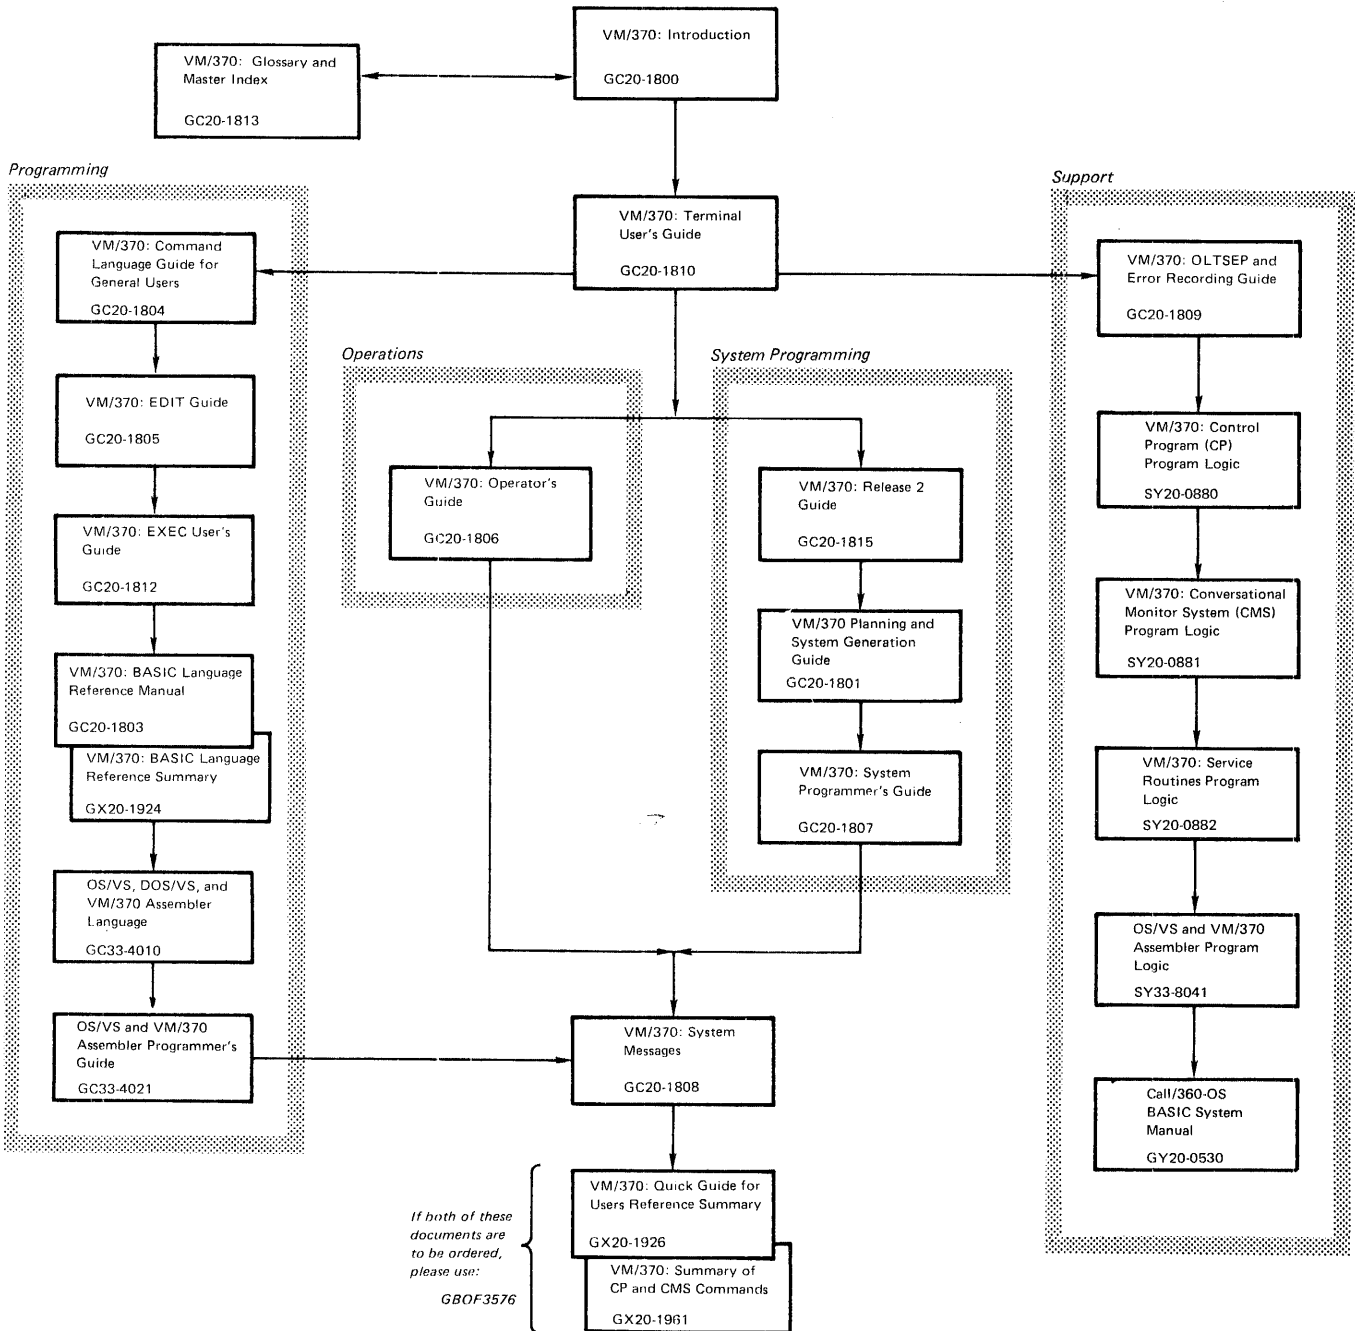 VM/370: Introduction
GC20-1800
VM/370: Glossary and
Master Index
GC20-1813
Programming
VM/370: Command
Language Guide for
General Users
GC20-1804
VM/370: EDIT Guide
GC20-1805
VM/370: EXEC User's
Guide
GC20-1812
VM/370: BASIC Language
Reference Manual
GC20-1803
VM/370: BASIC Language
Reference Summary
GX20-1924
OS/VS, DOS/VS, and
VM/370 Assembler
Language
GC33-4010
OS/VS and VM/370
Assembler Programmer's
Guide
GC33-4021
VM/370: Terminal
User's Guide
GC20-1810
Operations
VM/370: Operator's
Guide
GC20-1806
System Programming
VM/370: Release 2
Guide
GC20-1815
VM/370 Planning and
System Generation
Guide
GC20-1801
VM/370: System
Programmer's Guide
GC20-1807
Support
VM/370: OLTSEP and
Error Recording Guide
GC20-1809
VM/370: Control
Program (CP)
Program Logic
SY20-0880
VM/370: Conversational
Monitor System (CMS)
Program Logic
SY20-0881
VM/370: Service
Routines Program
Logic
SY20-0882
OS/VS and VM/370
Assembler Program
Logic
SY33-8041
Call/360-OS
BASIC System
Manual
GY20-0530
VM/370: System
Messages
GC20-1808
If both of these
documents are
to be ordered,
please use:
GBOF3576
VM/370: Quick Guide for
Users Reference Summary
GX20-1926
VM/370: Summary of
CP and CMS Commands
GX20-1961